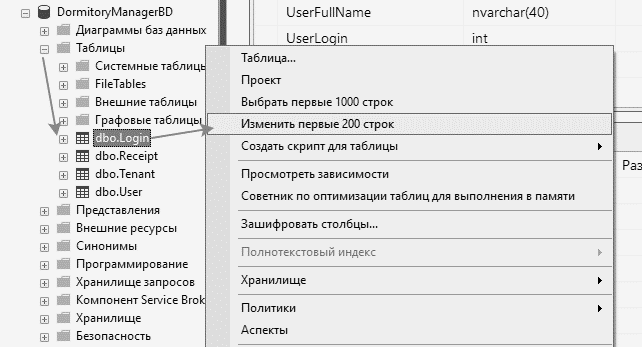 DormitoryManagerBD
Диаграммы баз данных
Таблицы
Системные таблицы
FileTables
Внешние таблицы
Графовые таблицы
dbo.Login
dbo.Receipt
dbo.Tenant
dbo.User
Представления
Внешние ресурсы
Синонимы
Программирование
Хранилище запросов
Компонент Service Brok
Хранилище
Безопасность
UserFullName nvarchar(40)
UserLogin int
Таблица...
Проект
Выбрать первые 1000 строк
Изменить первые 200 строк
Создать скрипт для таблицы
Просмотреть зависимости
Советник по оптимизации таблиц для выполнения в памяти
Зашифровать столбцы...
Полнотекстовый индекс
Хранилище
Политики
Аспекты
Раз